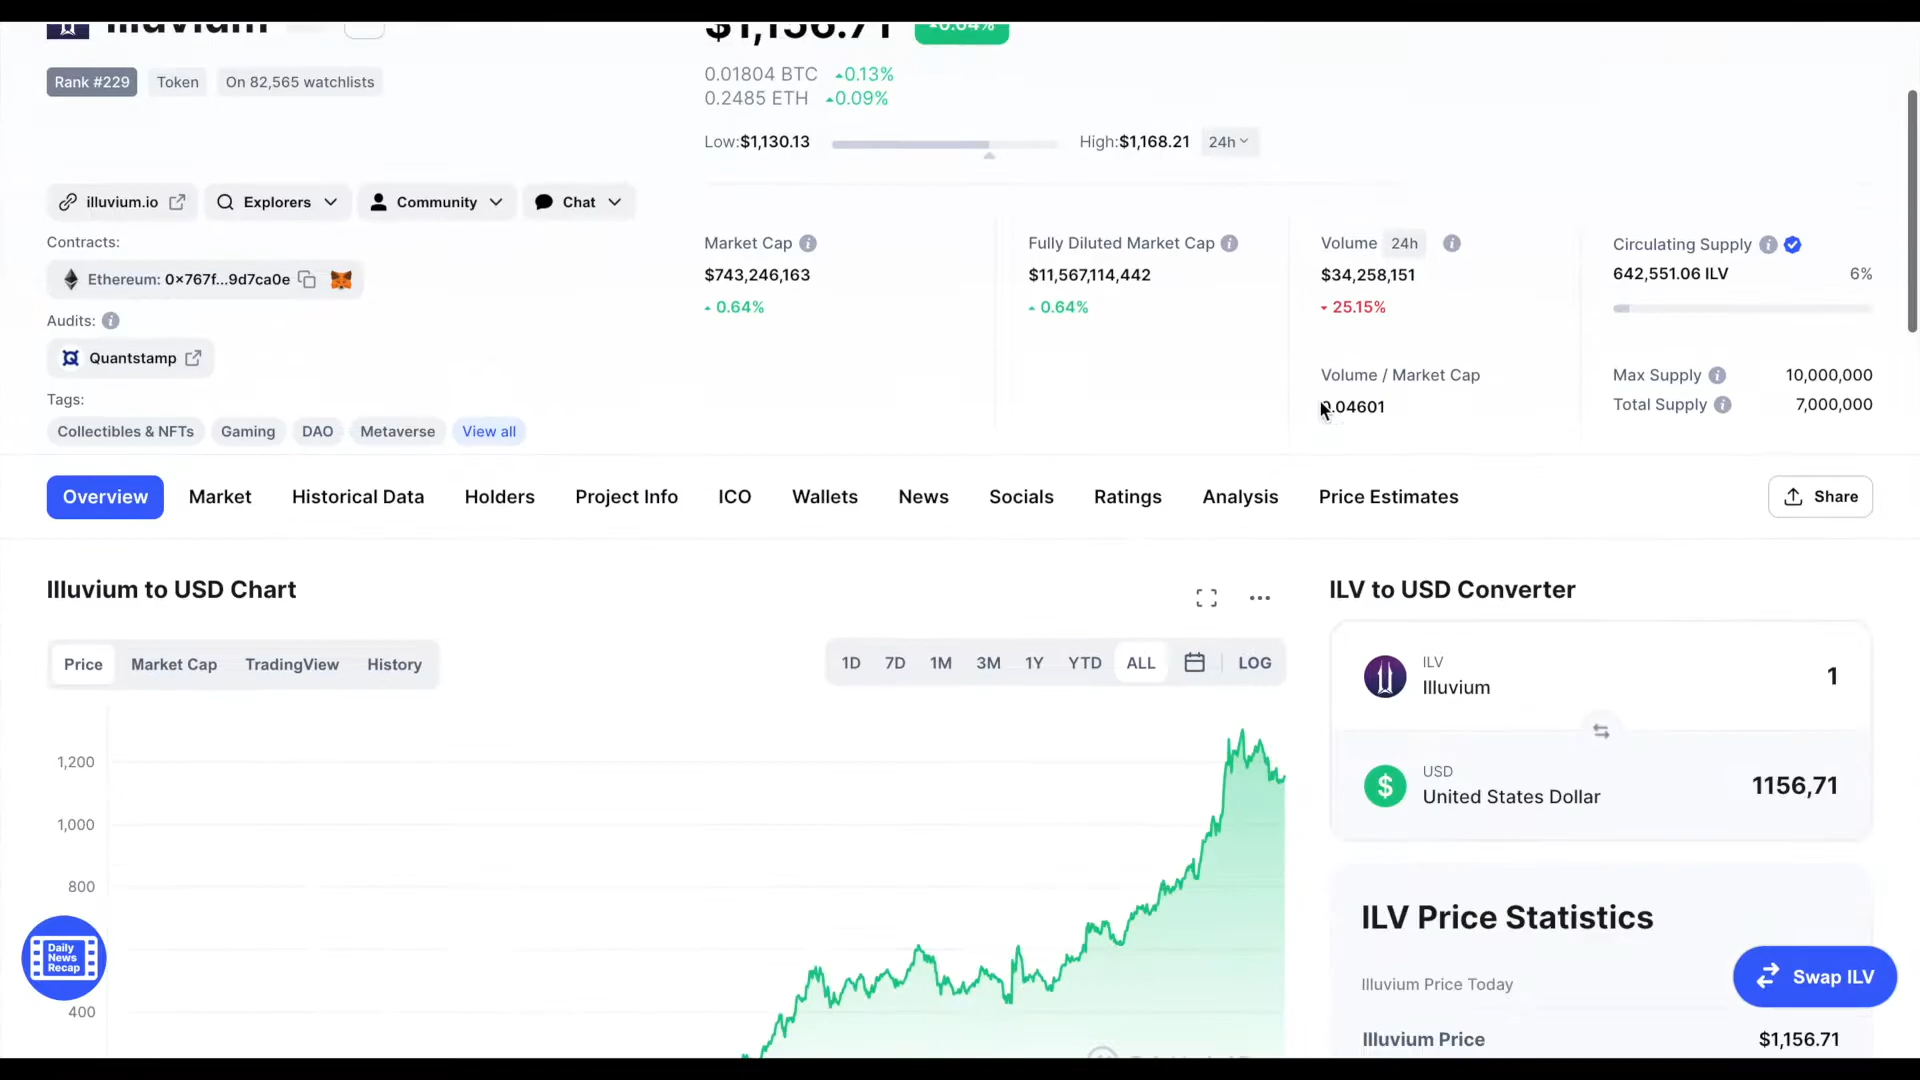 Illuvium
$1,156.71 0.64%
Rank #229 Token On 82,565 watchlists
0.01804 BTC 0.13%
0.2485 ETH 0.09%
Low:$1,130.13 High:$1,168.21 24h
illuvium.io Explorers Community Chat
Contracts:
Ethereum: 0x767f...9d7ca0e
Audits:
Quantstamp
Tags:
Collectibles & NFTs Gaming DAO Metaverse View all
Market Cap
$743,246,163
0.64%
Fully Diluted Market Cap
$11,567,114,442
0.64%
Volume 24h
$34,258,151
25.15%
Volume / Market Cap
0.04601
Circulating Supply
642,551.06 ILV 6%
Max Supply 10,000,000
Total Supply 7,000,000
Overview Market Historical Data Holders Project Info ICO Wallets News Socials Ratings Analysis Price Estimates Share
Illuvium to USD Chart
Price Market Cap TradingView History
1D 7D 1M 3M 1Y YTD ALL LOG
1,200
1,000
800
400
Daily
News
Recap
ILV to USD Converter
ILV
Illuvium
1
USD
United States Dollar
1156,71
ILV Price Statistics
Illuvium Price Today
Swap ILV
Illuvium Price $1,156.71